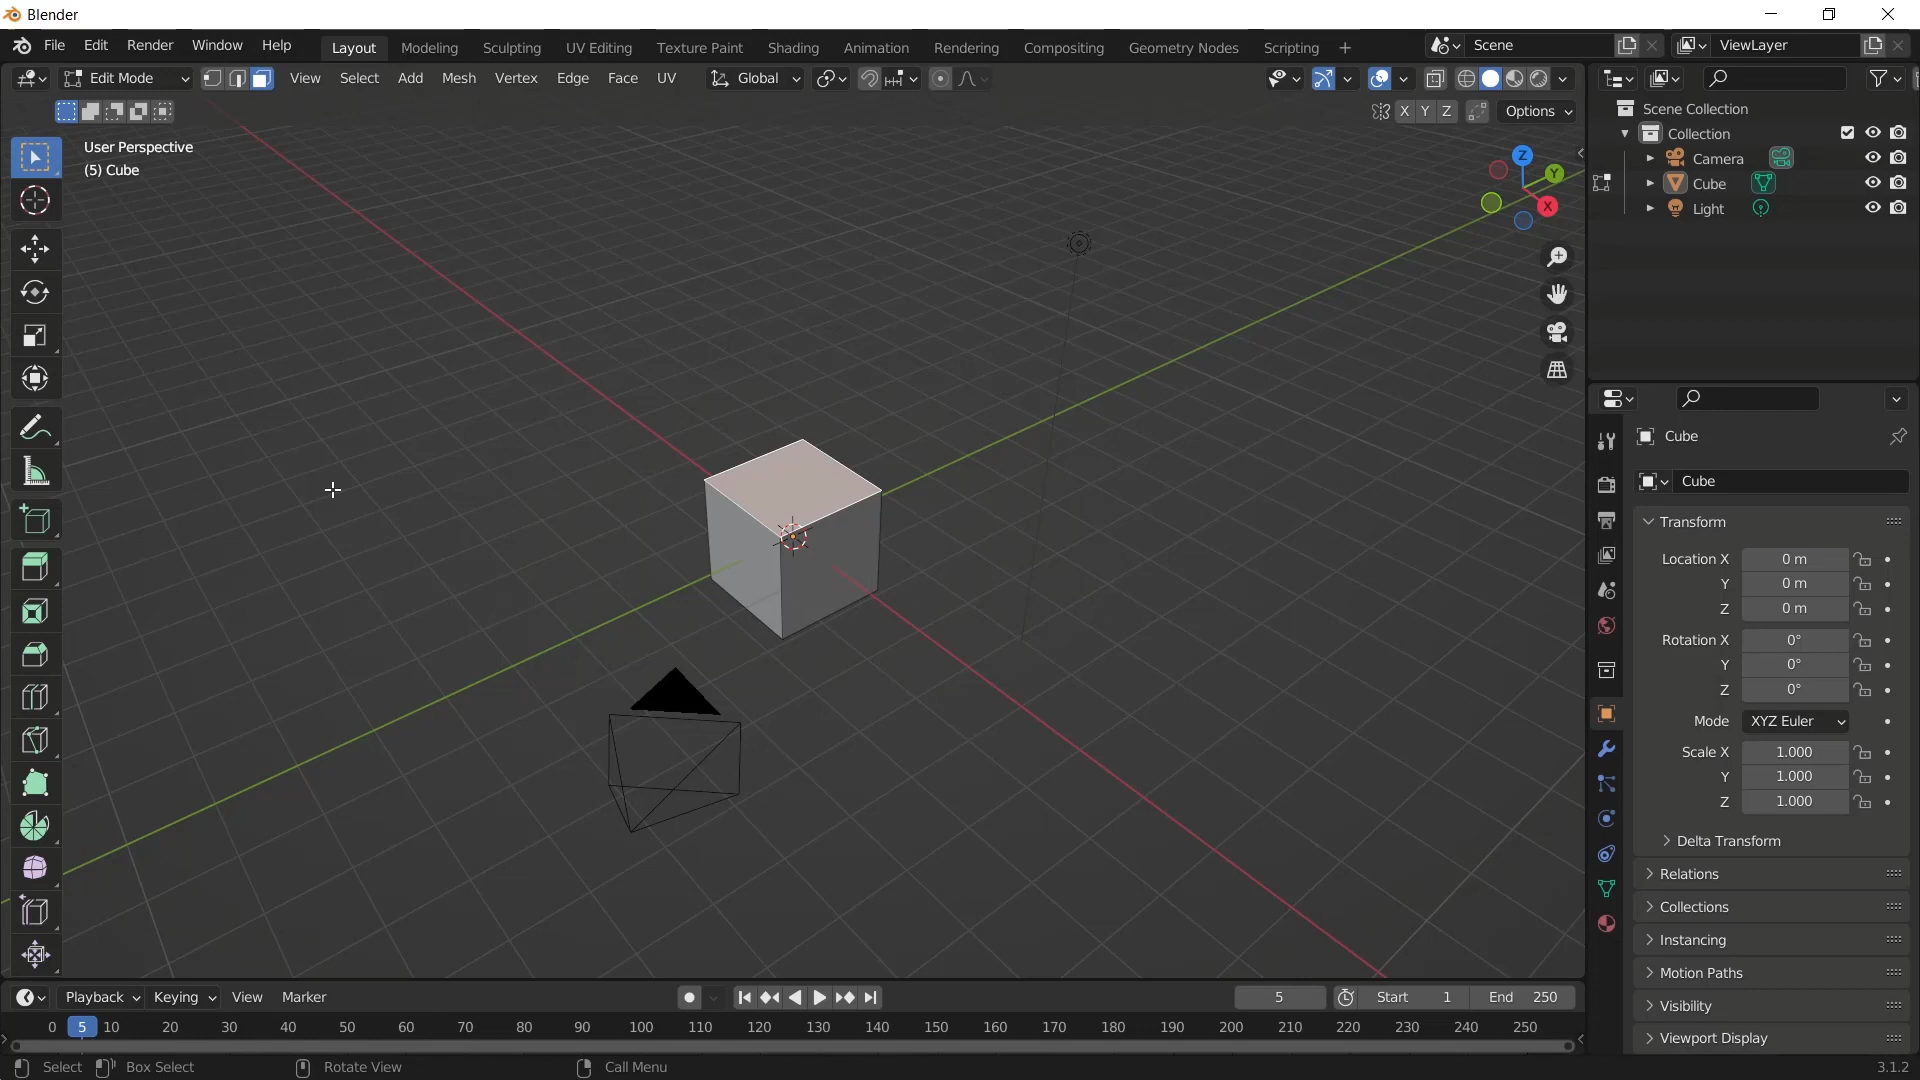 Blender
File Edit Render Window Help Layout Modeling Sculpting UV Editing Texture Paint Shading Animation Rendering Compositing Geometry Nodes Scripting + Scene ViewLayer
Edit Mode View Select Add Mesh Vertex Edge Face UV Global
X Y Z Options
User Perspective
(5) Cube
Z
Y
X
Scene Collection
Collection
Camera
Cube
Light
Cube
Cube
Transform
Location X 0 m
Y 0 m
Z 0 m
Rotation X 0°
Y 0°
Z 0°
Mode XYZ Euler
Scale X 1.000
Y 1.000
Z 1.000
Delta Transform
Relations
Collections
Instancing
Motion Paths
Visibility
Viewport Display
Playback Keying View Marker 5 Start 1 End 250
0 5 10 20 30 40 50 60 70 80 90 100 110 120 130 140 150 160 170 180 190 200 210 220 230 240 250
Select Box Select Rotate View Call Menu 3.1.2